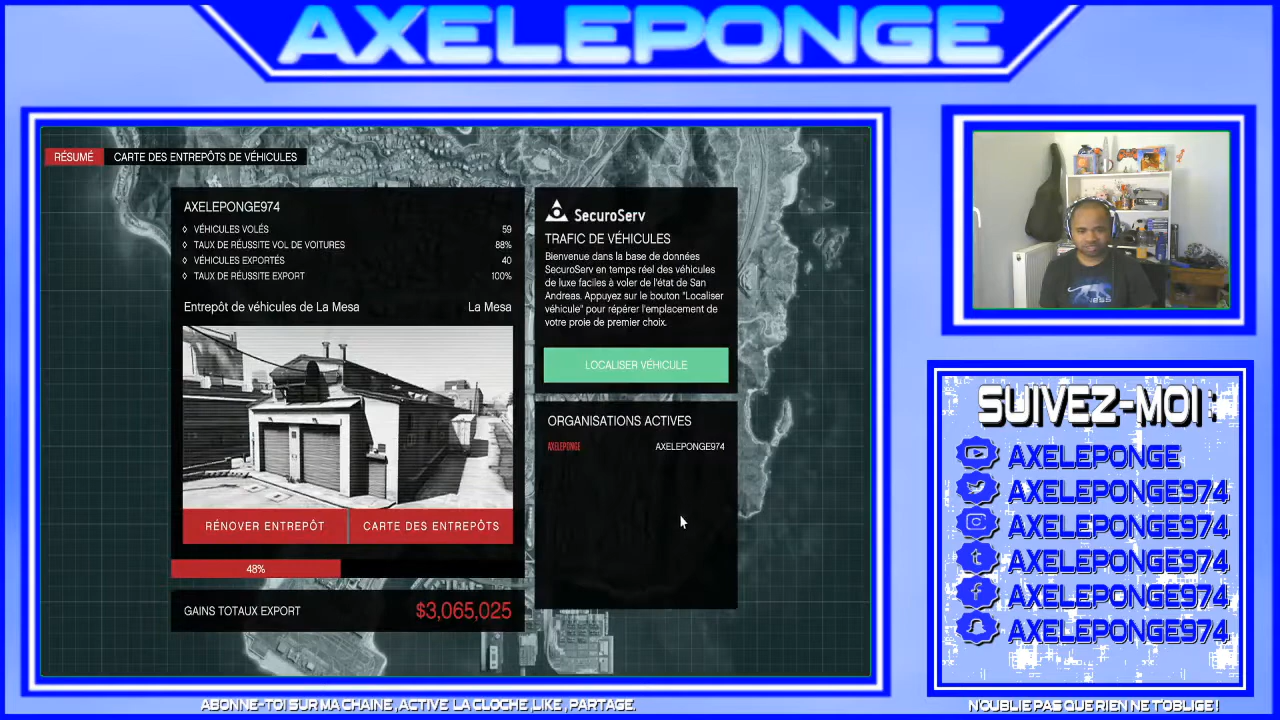 AXELEPONGE
RÉSUMÉ
CARTE DES ENTREPÔTS DE VÉHICULES
AXELEPONGE974
VÉHICULES VOLÉS 59
TAUX DE RÉUSSITE VOL DE VOITURES 88%
VÉHICULES EXPORTÉS 40
TAUX DE RÉUSSITE EXPORT 100%
Entrepôt de véhicules de La Mesa La Mesa
RÉNOVER ENTREPÔT
CARTE DES ENTREPÔTS
48%
GAINS TOTAUX EXPORT $3,065,025
SecuroServ
TRAFIC DE VÉHICULES
Bienvenue dans la base de données
SecuroServ en temps réel des véhicules
de luxe faciles à voler de l'état de San
Andreas. Appuyez sur le bouton "Localiser
véhicule" pour répérer l'emplacement de
votre proie de premier choix.
LOCALISER VÉHICULE
ORGANISATIONS ACTIVES
AXELEPONGE AXELEPONGE974
SUIVEZ-MOI :
AXELEPONGE
AXELEPONGE974
AXELEPONGE974
AXELEPONGE974
AXELEPONGE974
AXELEPONGE974
ABONNE-TOI SUR MA CHAINE, ACTIVE LA CLOCHE, LIKE, PARTAGE.
N'OUBLIE PAS QUE RIEN NE T'OBLIGE !